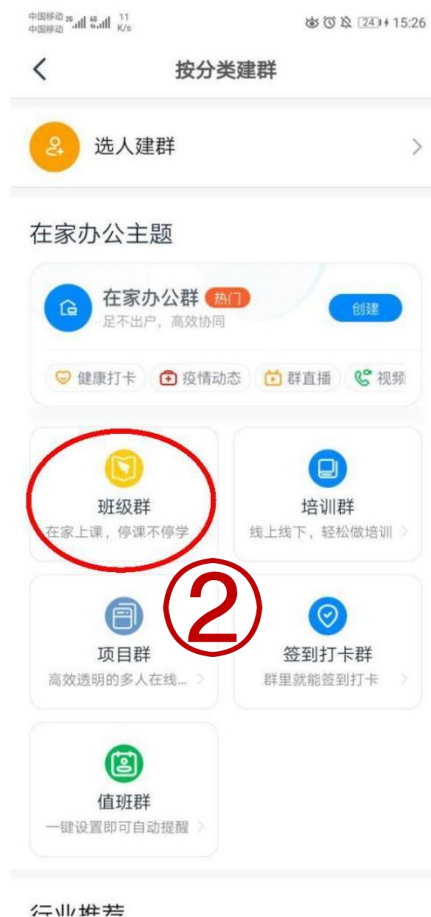 中国移动 2G 4G 11
中国移动 K/s 24 15:26
按分类建群
选人建群
在家办公主题
在家办公群 热门
足不出户，高效协同
创建
健康打卡 疫情动态 群直播 视频
班级群 培训群
在家上课，停课不停学 线上线下，轻松做培训
②
项目群 签到打卡群
高效透明的多人在线... 群里就能签到打卡
值班群
一键设置即可自动提醒
行业推荐